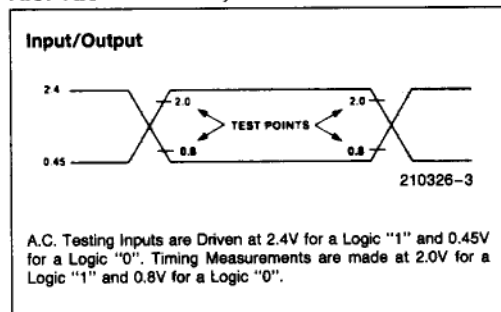 Input/Output
2.4
2.0
2.0
TEST POINTS
0.8
0.8
0.45
210326-3
A.C. Testing Inputs are Driven at 2.4V for a Logic "1" and 0.45V
for a Logic "0". Timing Measurements are made at 2.0V for a
Logic "1" and 0.8V for a Logic "0".